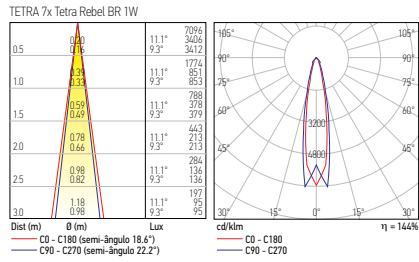 TETRA 7x Tetra Rebel BR 1W
7096
0.20 3406
0.5 0.16 11.1° 9.3° 3412
1774
0.39 11.1° 851
1.0 0.33 9.3° 853
788
0.59 11.1° 378
1.5 0.49 9.3° 379
443
0.78 11.1° 213
2.0 0.66 9.3° 213
284
0.98 11.1° 136
2.5 0.82 9.3° 136
197
1.18 11.1° 95
3.0 0.98 9.3° 95
Dist (m) Ø (m) Lux
C0 - C180 (semi-ângulo 18.6°)
C90 - C270 (semi-ângulo 22.2°)
105° 105°
90° 90°
75° 75°
60° 3200 60°
45° 4800 45°
30° 15° 0° 15° 30°
cd/klm η = 144%
C0 - C180
C90 - C270